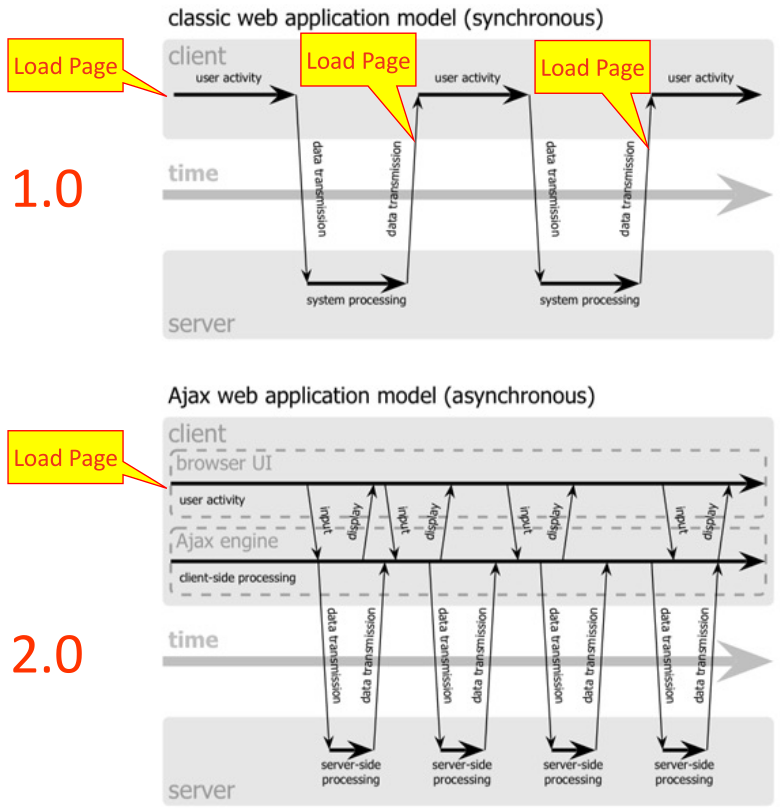 classic web application model (synchronous)
client
Load Page
Load Page
Load Page
user activity
user activity
user activity
data transmission
data transmission
data transmission
data transmission
1.0
time
system processing
system processing
server
Ajax web application model (asynchronous)
client
Load Page
browser UI
user activity
input
display
input
display
input
display
input
display
Ajax engine
client-side processing
data transmission
data transmission
data transmission
data transmission
data transmission
data transmission
data transmission
data transmission
2.0
time
server-side
processing
server-side
processing
server-side
processing
server-side
processing
server